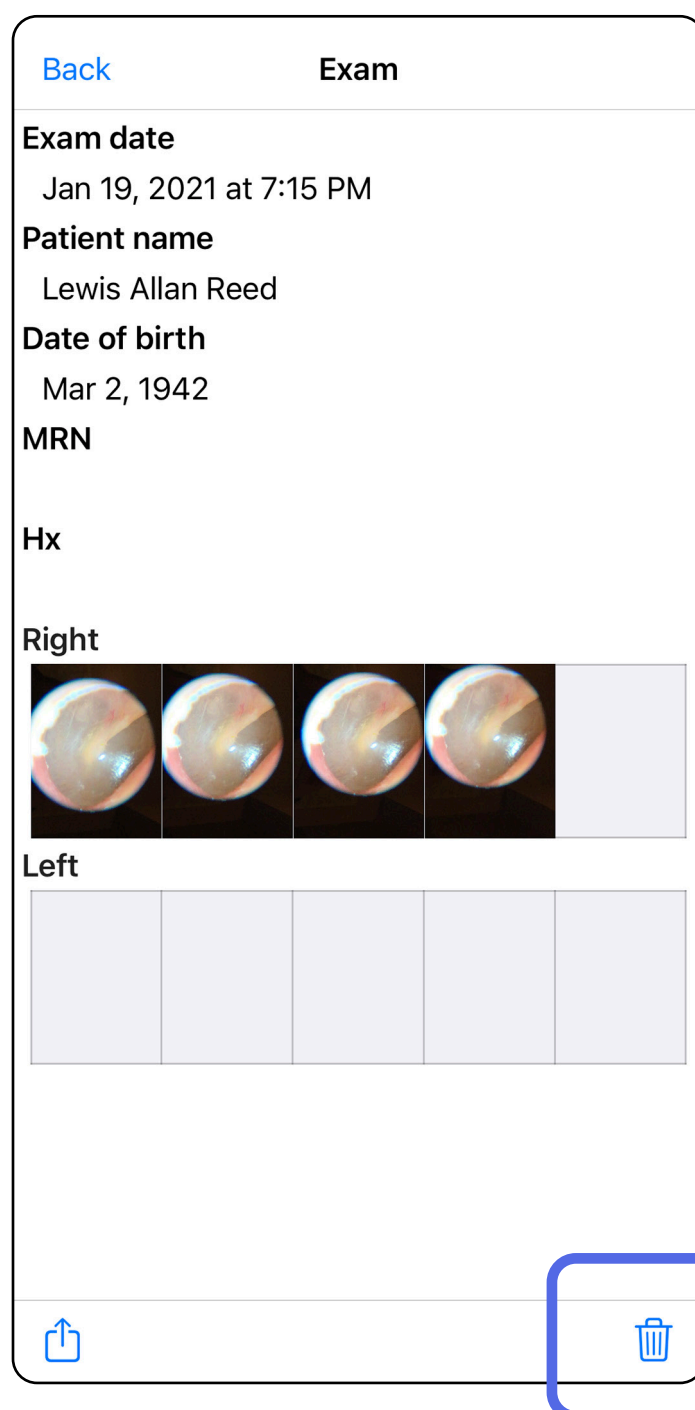 Back
Exam
Exam date
Jan 19, 2021 at 7:15 PM
Patient name
Lewis Allan Reed
Date of birth
Mar 2, 1942
MRN
Hx
Right
Left